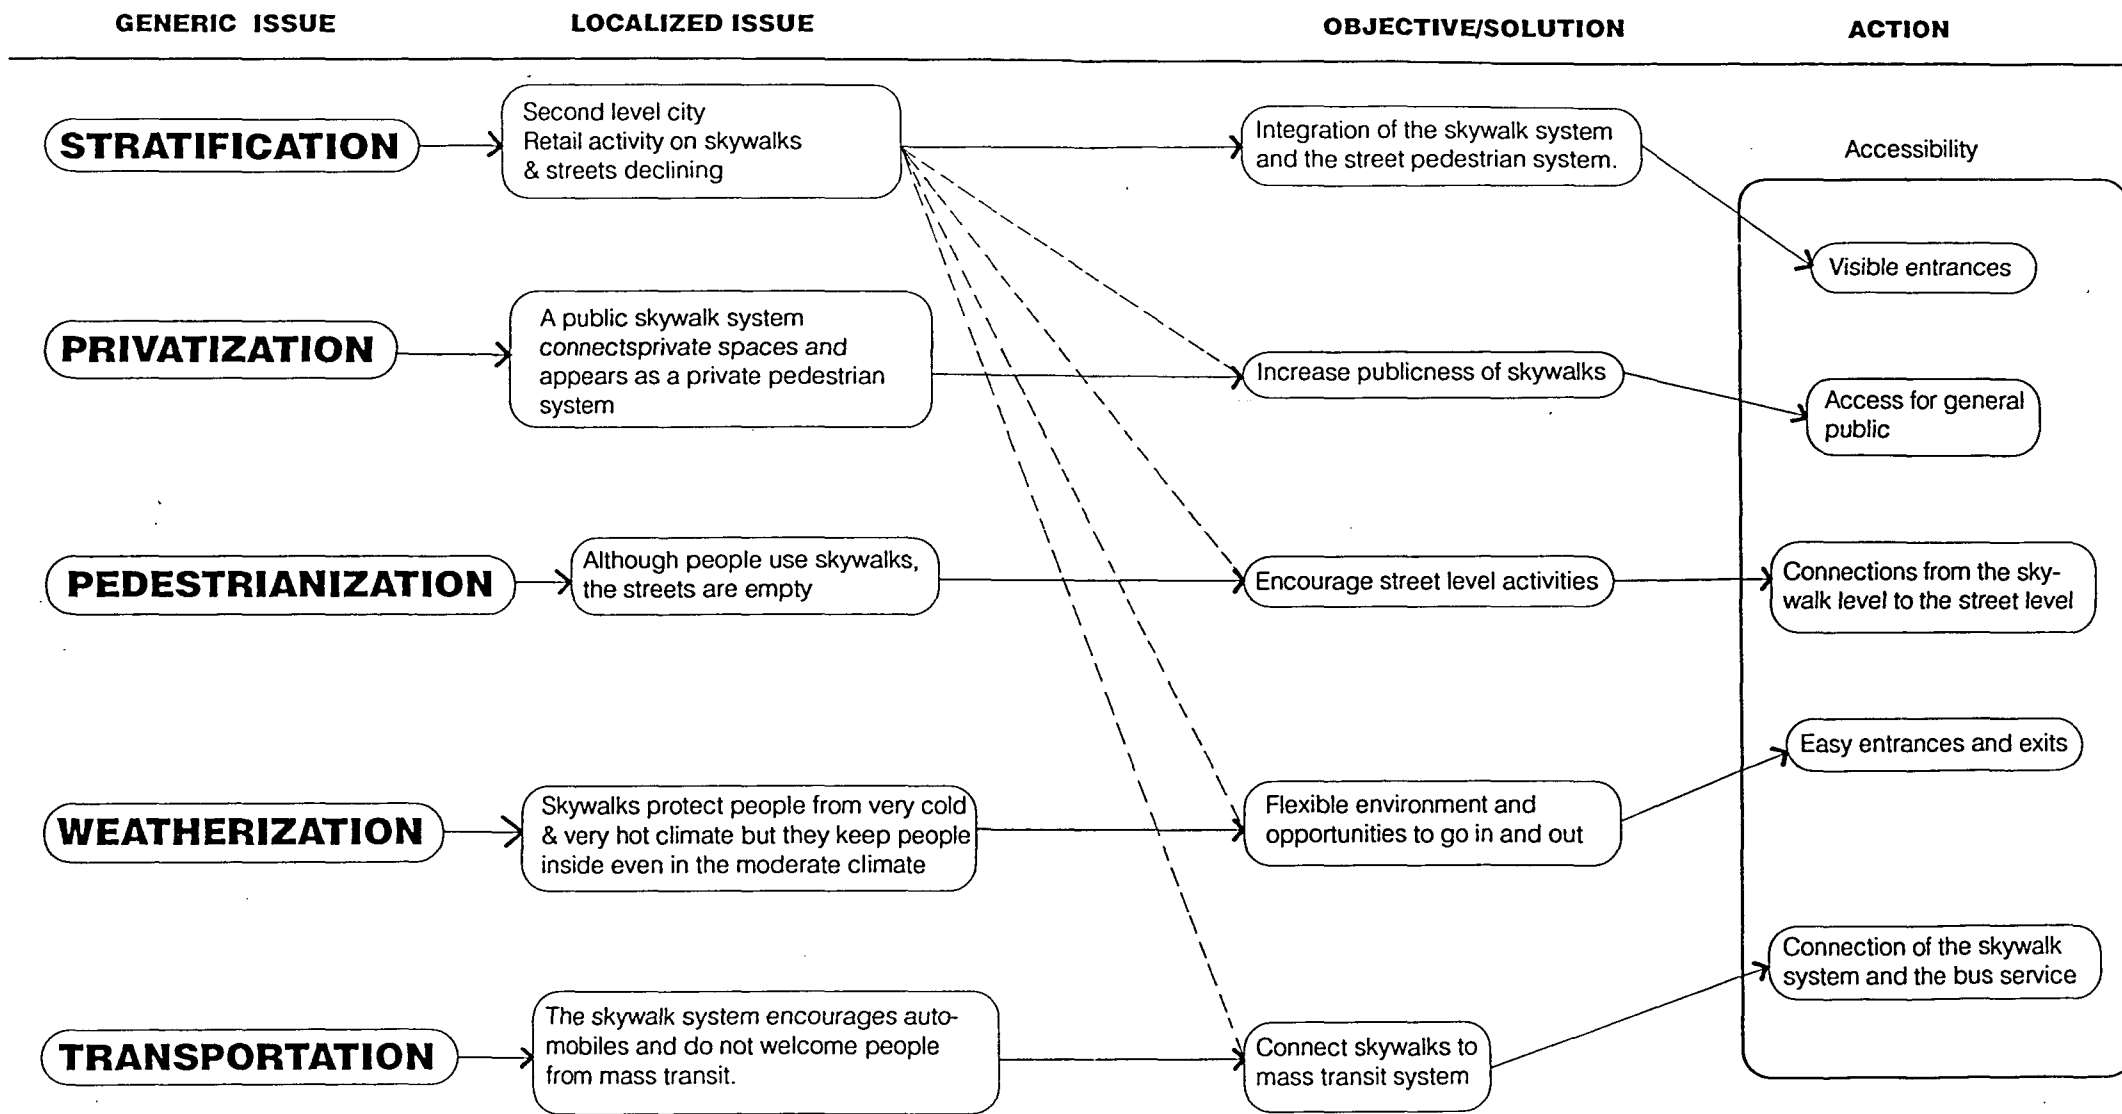 GENERIC ISSUE
LOCALIZED ISSUE
OBJECTIVE/SOLUTION
ACTION
STRATIFICATION
Second level city
Retail activity on skywalks
& streets declining
Integration of the skywalk system
and the street pedestrian system.
Accessibility
Visible entrances
PRIVATIZATION
A public skywalk system
connectsprivate spaces and
appears as a private pedestrian
system
Increase publicness of skywalks
Access for general
public
PEDESTRIANIZATION
Although people use skywalks,
the streets are empty
Encourage street level activities
Connections from the sky-
walk level to the street level
WEATHERIZATION
Skywalks protect people from very cold
& very hot climate but they keep people
inside even in the moderate climate
Flexible environment and
opportunities to go in and out
Easy entrances and exits
TRANSPORTATION
The skywalk system encourages auto-
mobiles and do not welcome people
from mass transit.
Connect skywalks to
mass transit system
Connection of the skywalk
system and the bus service